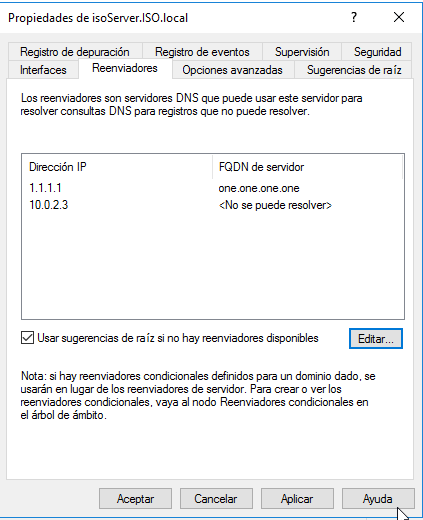 Propiedades de isoServer.ISO.local
?
Registro de depuración Registro de eventos Supervisión Seguridad
Interfaces Reenviadores Opciones avanzadas Sugerencias de raíz
Los reenviadores son servidores DNS que puede usar este servidor para
resolver consultas DNS para registros que no puede resolver.
Dirección IP FQDN de servidor
1.1.1.1 one.one.one.one
10.0.2.3 <No se puede resolver>
Usar sugerencias de raíz si no hay reenviadores disponibles Editar...
Nota: si hay reenviadores condicionales definidos para un dominio dado, se
usarán en lugar de los reenviadores de servidor. Para crear o ver los
reenviadores condicionales, vaya al nodo Reenviadores condicionales en
el árbol de ámbito.
Aceptar Cancelar Aplicar Ayuda